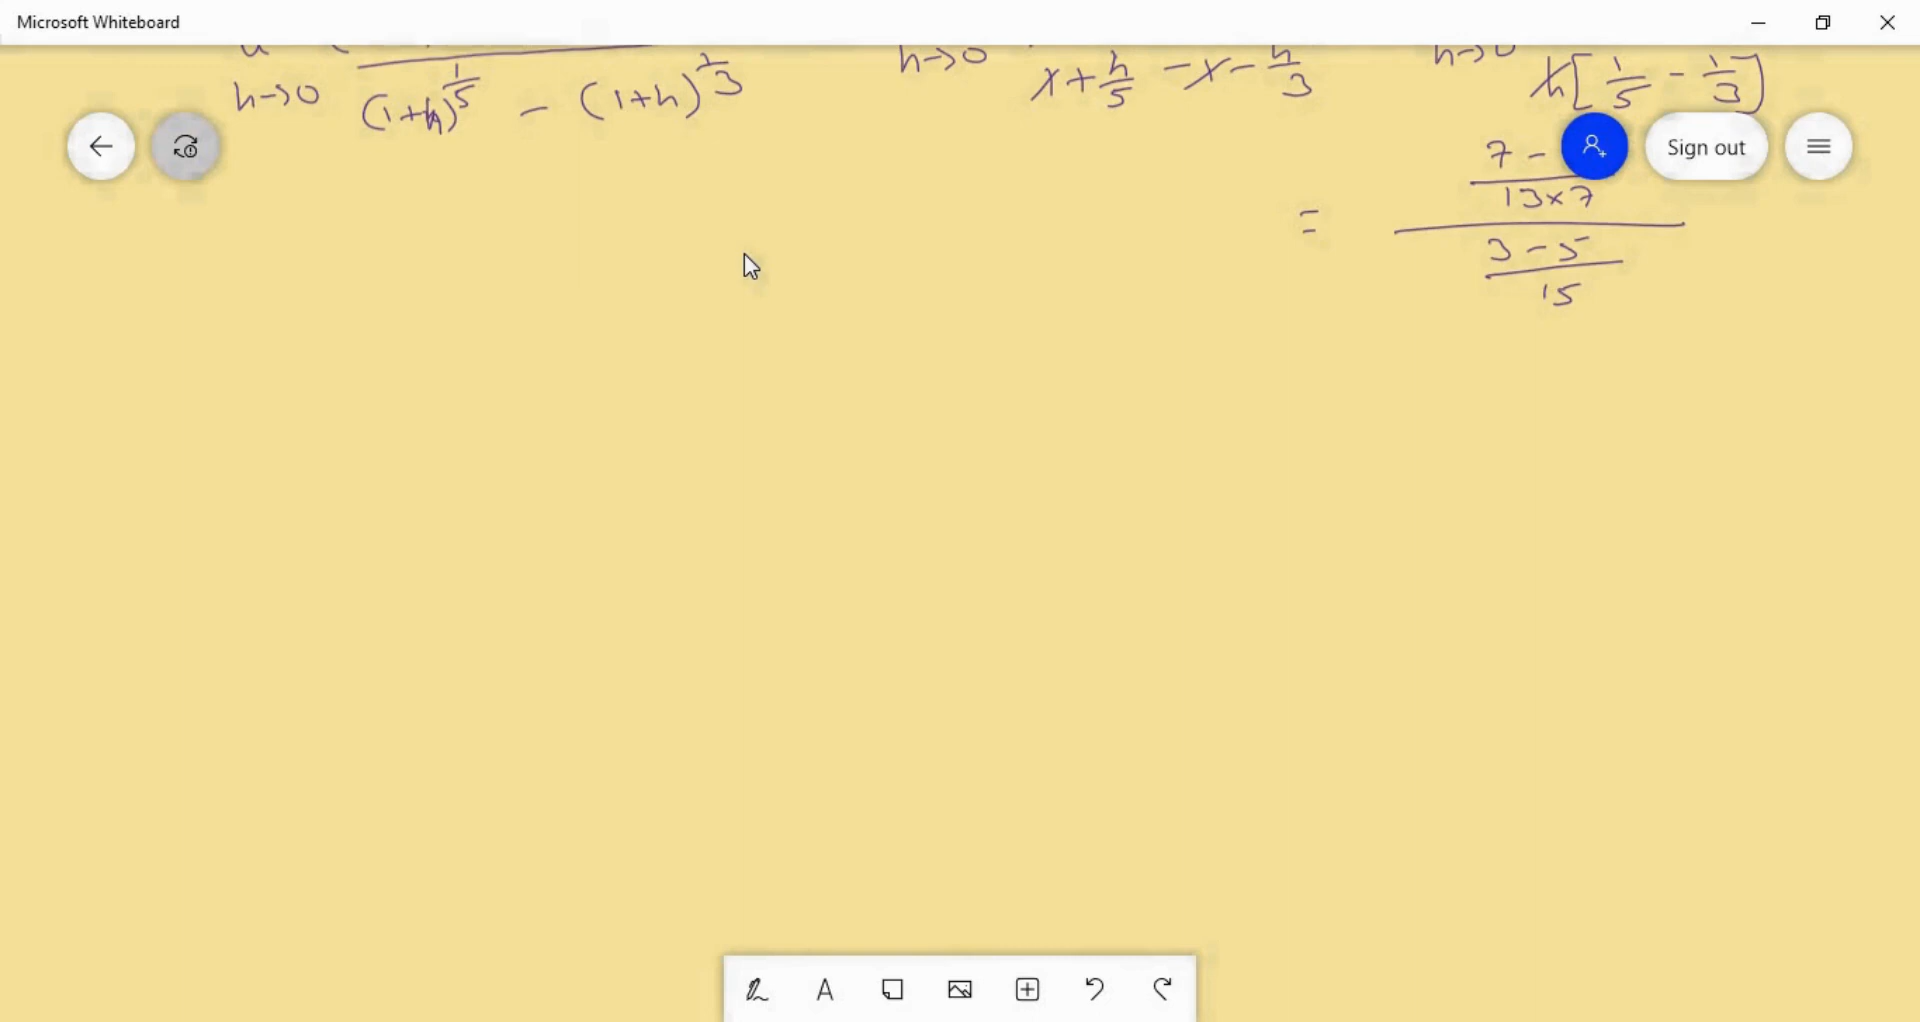 Microsoft Whiteboard
h→0 (1+h)^1/5 − (1+h)^1/3
h→0 x + h/5 − x − h/3
h→0 h[1/5 − 1/3]
Sign out
7 −
13×7
=
3 − 5
15